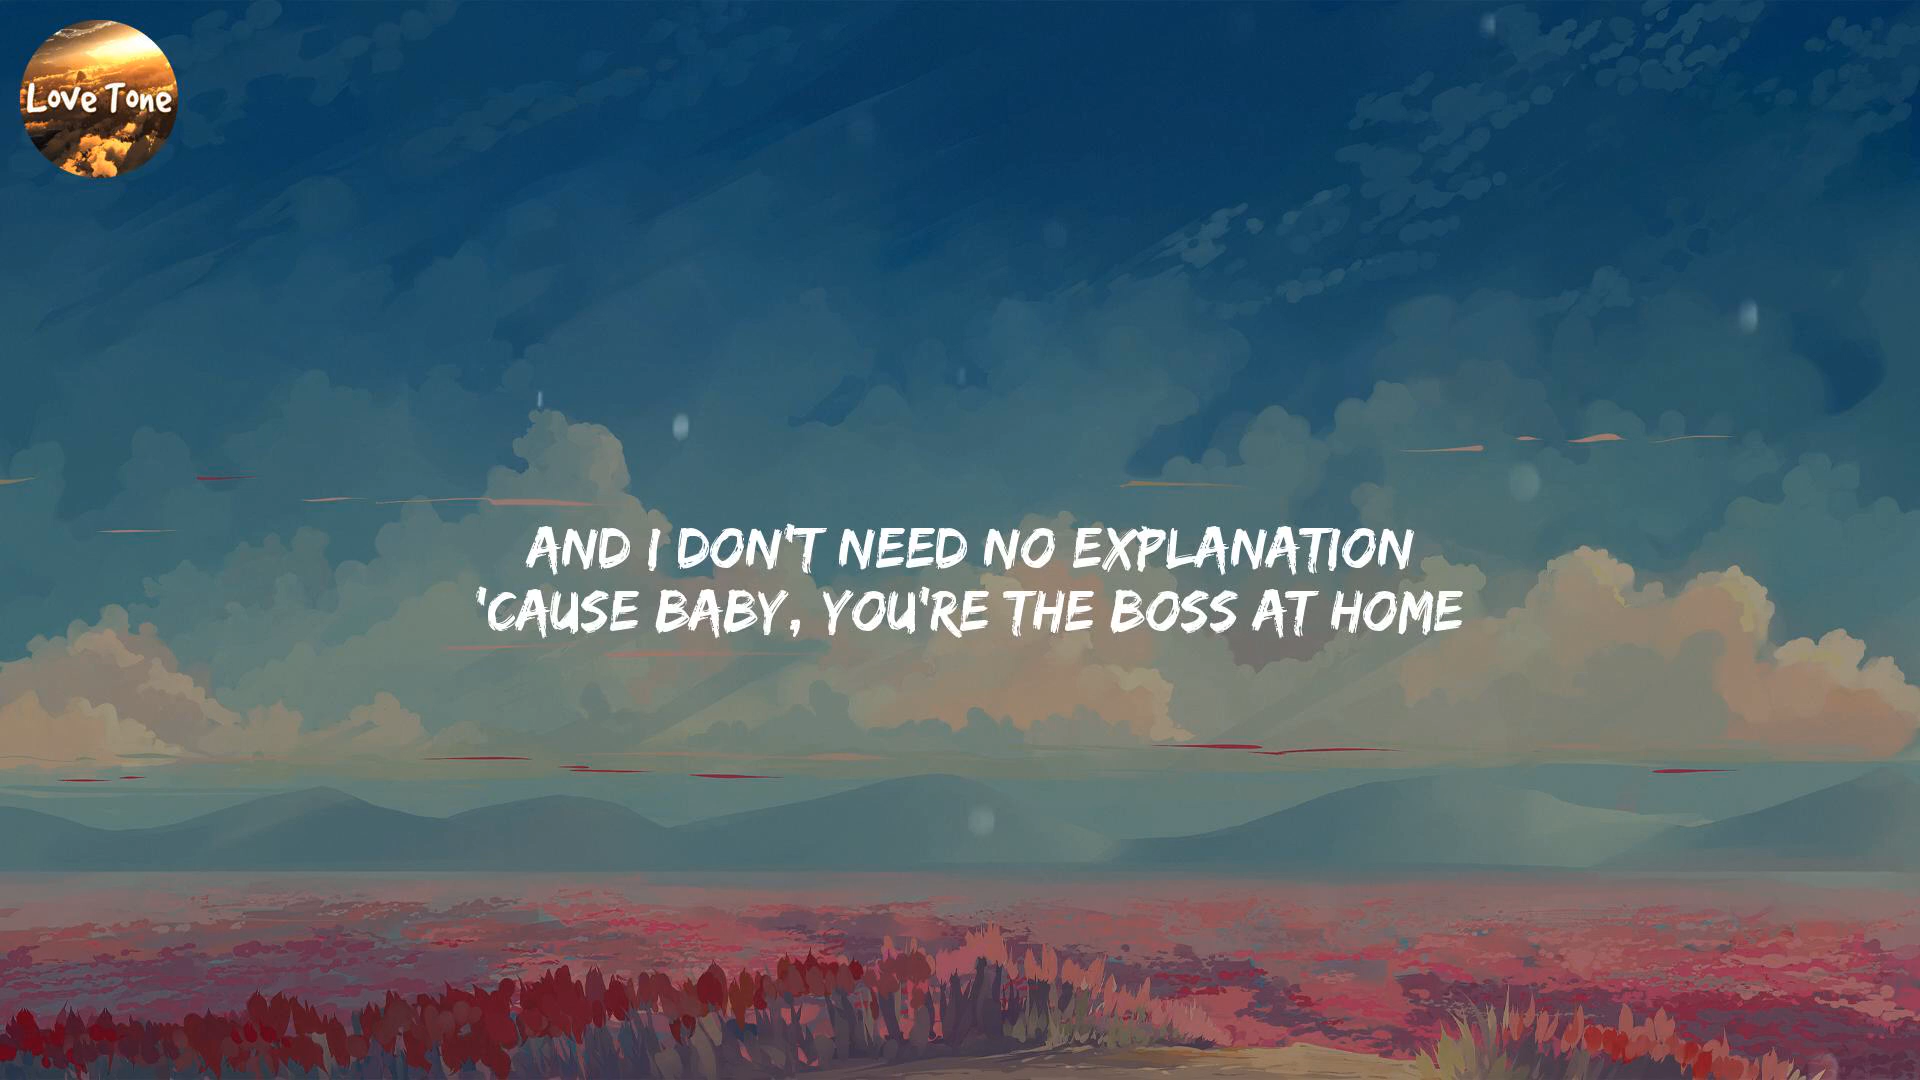 Love Tone
AND I DON'T NEED NO EXPLANATION
'CAUSE BABY, YOU'RE THE BOSS AT HOME